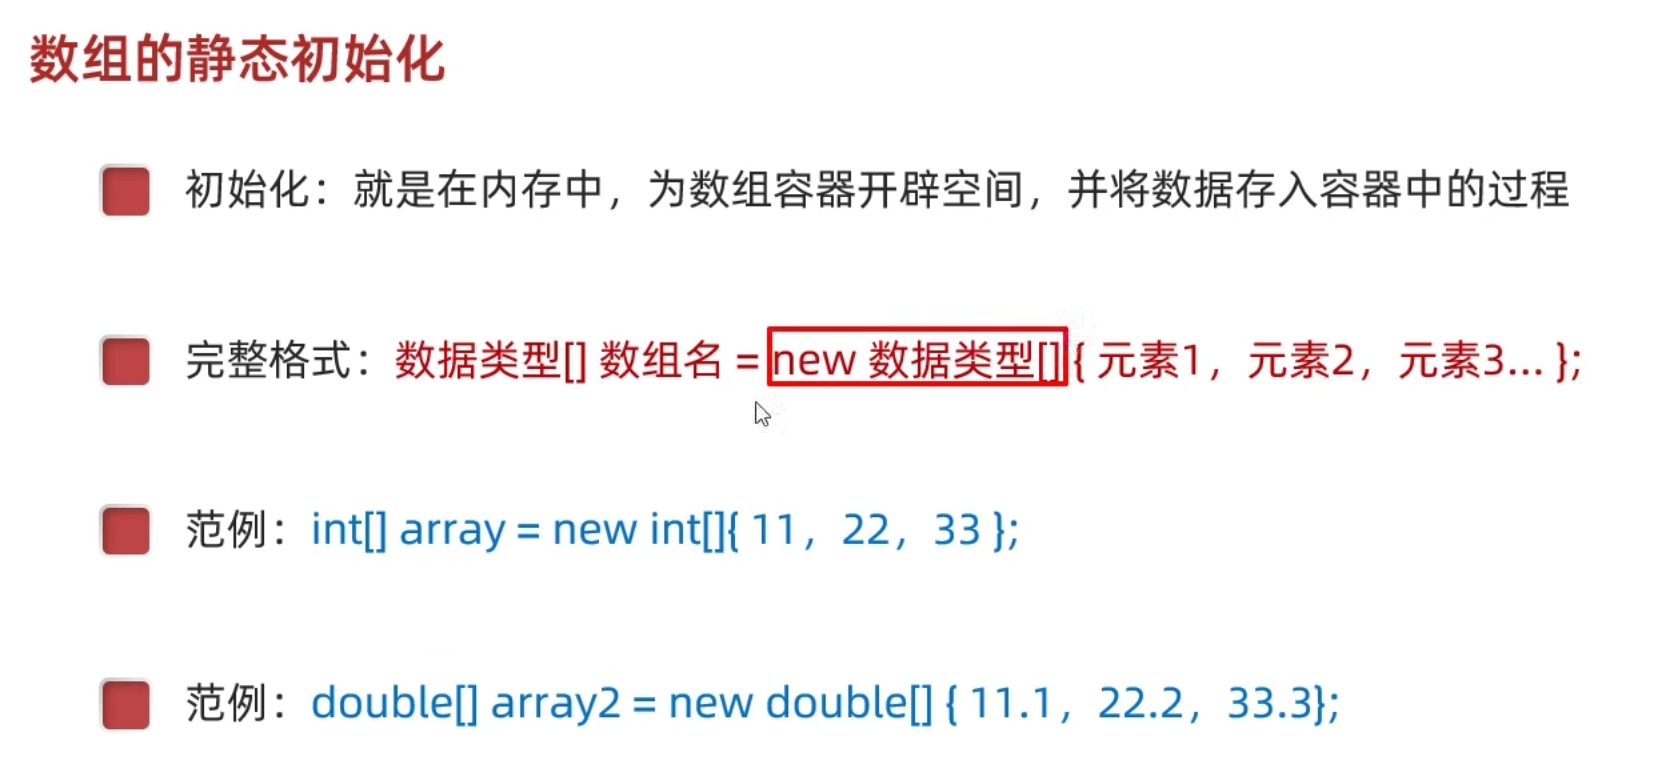 数组的静态初始化
初始化：就是在内存中，为数组容器开辟空间，并将数据存入容器中的过程
完整格式：数据类型[] 数组名 = new 数据类型[] { 元素1，元素2，元素3... };
范例：int[] array = new int[]{ 11，22，33 };
范例：double[] array2 = new double[] { 11.1，22.2，33.3};